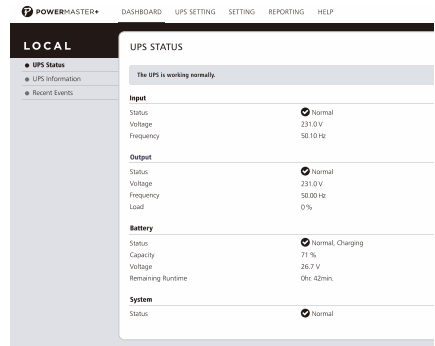 POWERMASTER+ DASHBOARD UPS SETTING SETTING REPORTING HELP
LOCAL
UPS Status
UPS Information
Recent Events
UPS STATUS
The UPS is working normally.
Input
Status Normal
Voltage 231.0 V
Frequency 50.10 Hz
Output
Status Normal
Voltage 231.0 V
Frequency 50.00 Hz
Load 0 %
Battery
Status Normal, Charging
Capacity 71 %
Voltage 26.7 V
Remaining Runtime 0hr. 42min.
System
Status Normal